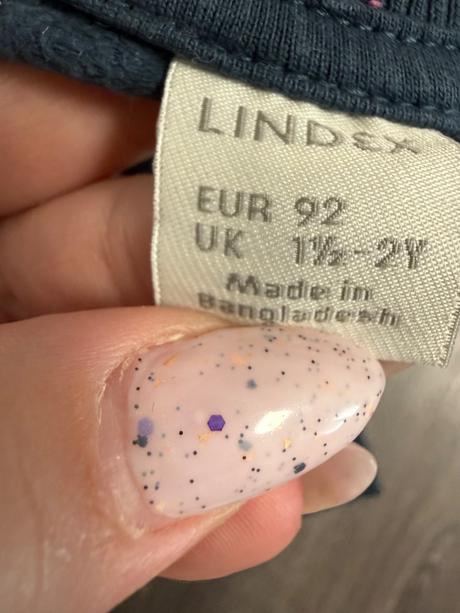 LINDEX
EUR 92
UK 1½-2Y
Made in
Bangladesh